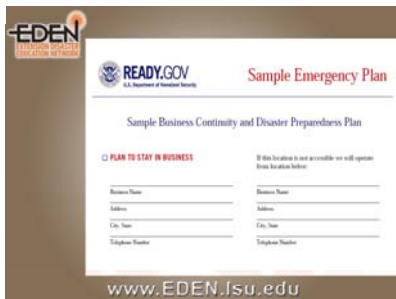 EDEN
EXTENSION DISASTER
EDUCATION NETWORK
READY.GOV
U.S. Department of Homeland Security
Sample Emergency Plan
Sample Business Continuity and Disaster Preparedness Plan
PLAN TO STAY IN BUSINESS
Business Name
Address
City, State
Telephone Number
If this location is not accessible we will operate
from location below:
Business Name
Address
City, State
Telephone Number
www.EDEN.lsu.edu